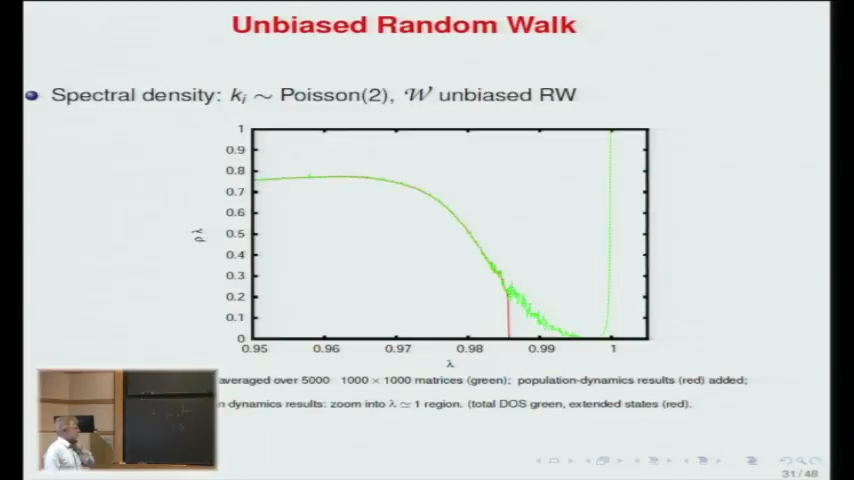 Unbiased Random Walk
Spectral density: kᵢ ∼ Poisson(2), 𝒲 unbiased RW
1
0.9
0.8
0.7
0.6
0.5
0.4
0.3
0.2
0.1
0
ρλ
0.95 0.96 0.97 0.98 0.99 1
λ
averaged over 5000 1000 × 1000 matrices (green); population-dynamics results (red) added;
n dynamics results: zoom into λ ≃ 1 region. (total DOS green, extended states (red).
31/48